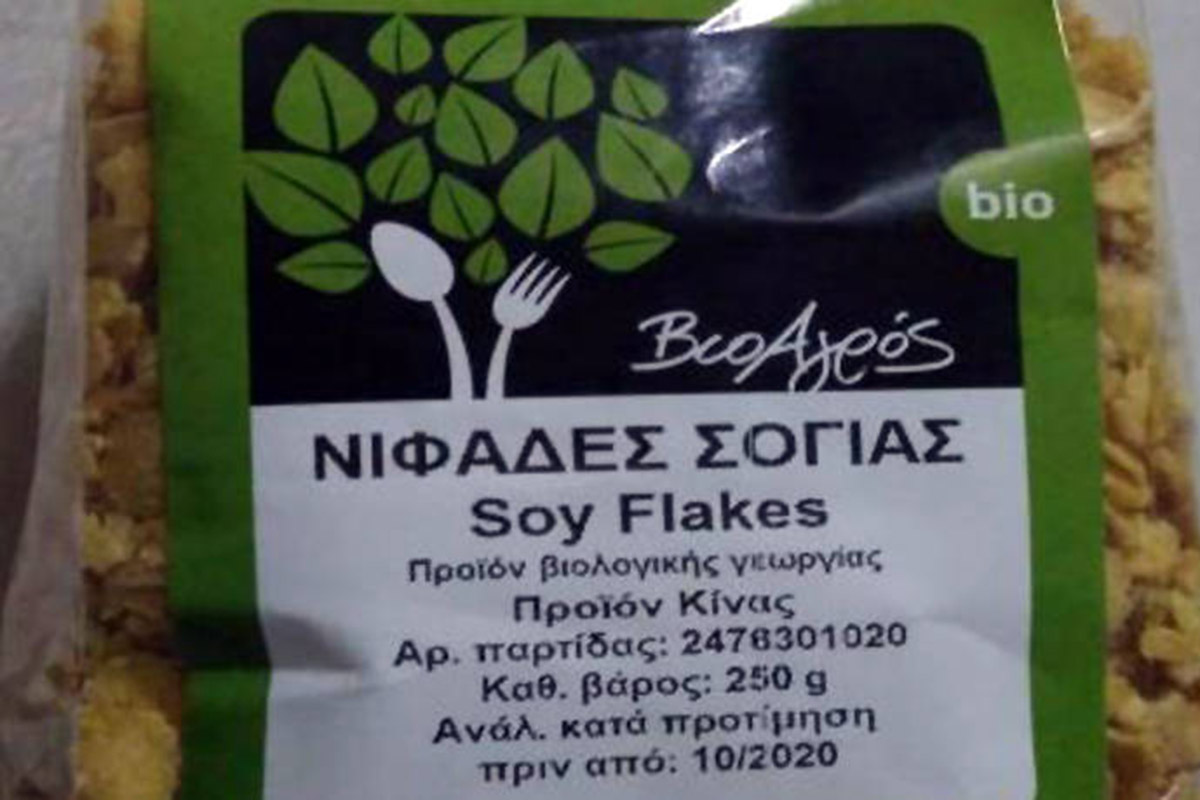 bio
ΒιοΑγρός
ΝΙΦΑΔΕΣ ΣΟΓΙΑΣ
Soy Flakes
Προϊόν βιολογικής γεωργίας
Προϊόν Κίνας
Αρ. παρτίδας: 2476301020
Καθ. βάρος: 250 g
Ανάλ. κατά προτίμηση
πριν από: 10/2020